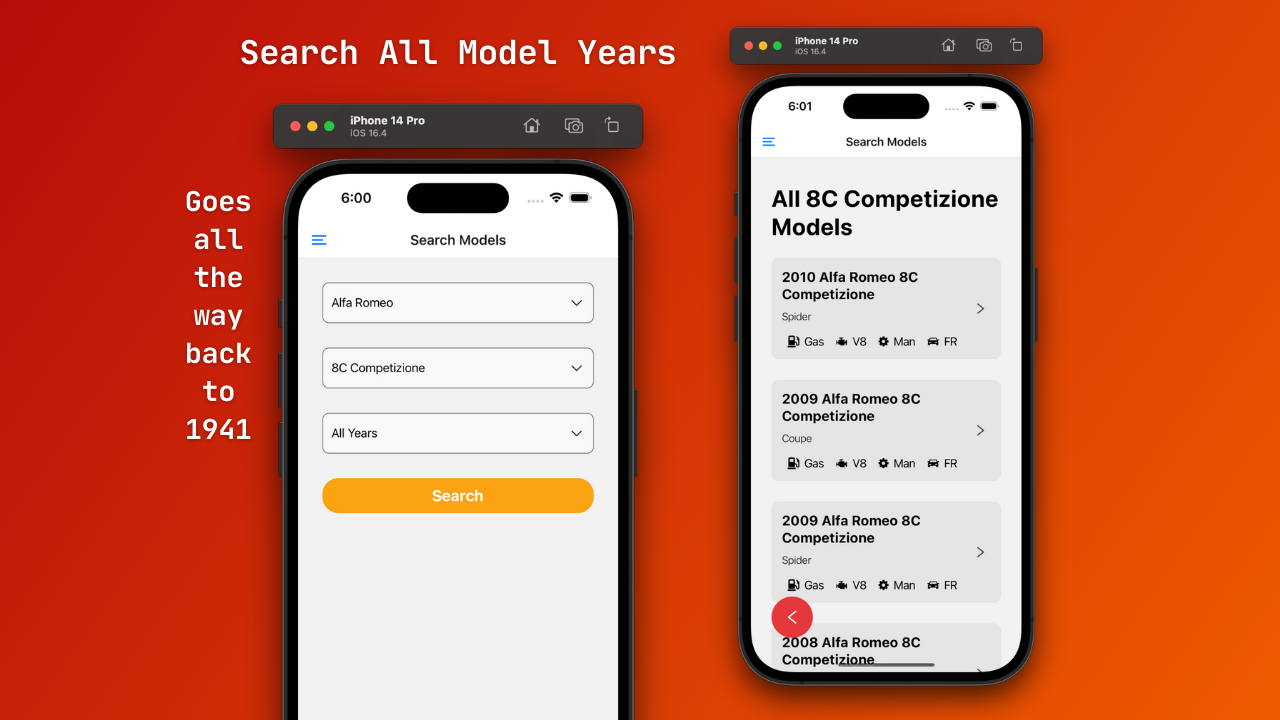 Search All Model Years
Goes
all
the
way
back
to
1941
iPhone 14 Pro
iOS 16.4
6:00
Search Models
Alfa Romeo
8C Competizione
All Years
Search
iPhone 14 Pro
iOS 16.4
6:01
Search Models
All 8C Competizione
Models
2010 Alfa Romeo 8C
Competizione
Spider
Gas V8 Man FR
2009 Alfa Romeo 8C
Competizione
Coupe
Gas V8 Man FR
2009 Alfa Romeo 8C
Competizione
Spider
Gas V8 Man FR
2008 Alfa Romeo 8C
Competizione